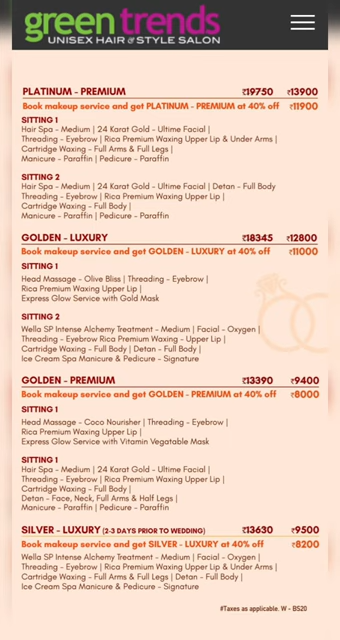 green trends
UNISEX HAIR & STYLE SALON
PLATINUM - PREMIUM ₹19750 ₹13900
Book makeup service and get PLATINUM - PREMIUM at 40% off ₹11900
SITTING 1
Hair Spa - Medium | 24 Karat Gold - Ultime Facial |
Threading - Eyebrow | Rica Premium Waxing Upper Lip & Under Arms |
Cartridge Waxing - Full Arms & Full Legs |
Manicure - Paraffin | Pedicure - Paraffin
SITTING 2
Hair Spa - Medium | 24 Karat Gold - Ultime Facial | Detan - Full Body
Threading - Eyebrow | Rica Premium Waxing Upper Lip |
Cartridge Waxing - Full Body |
Manicure - Paraffin | Pedicure - Paraffin
GOLDEN - LUXURY ₹18345 ₹12800
Book makeup service and get GOLDEN - LUXURY at 40% off ₹11000
SITTING 1
Head Massage - Olive Bliss | Threading - Eyebrow |
Rica Premium Waxing Upper Lip |
Express Glow Service with Gold Mask
SITTING 2
Wella SP Intense Alchemy Treatment - Medium | Facial - Oxygen |
Threading - Eyebrow Rica Premium Waxing - Upper Lip |
Cartridge Waxing - Full Body | Detan - Full Body |
Ice Cream Spa Manicure & Pedicure - Signature
GOLDEN - PREMIUM ₹13390 ₹9400
Book makeup service and get GOLDEN - PREMIUM at 40% off ₹8000
SITTING 1
Head Massage - Coco Nourisher | Threading - Eyebrow |
Rica Premium Waxing Upper Lip |
Express Glow Service with Vitamin Vegatable Mask
SITTING 1
Hair Spa - Medium | 24 Karat Gold - Ultime Facial |
Threading - Eyebrow | Rica Premium Waxing Upper Lip |
Cartridge Waxing - Full Body |
Detan - Face, Neck, Full Arms & Half Legs |
Manicure - Paraffin | Pedicure - Paraffin
SILVER - LUXURY (2-3 DAYS PRIOR TO WEDDING) ₹13630 ₹9500
Book makeup service and get SILVER - LUXURY at 40% off ₹8200
Wella SP Intense Alchemy Treatment - Medium | Facial - Oxygen |
Threading - Eyebrow | Rica Premium Waxing Upper Lip & Under Arms |
Cartridge Waxing - Full Arms & Full Legs | Detan - Full Body |
Ice Cream Spa Manicure & Pedicure - Signature
#Taxes as applicable. W - BS20